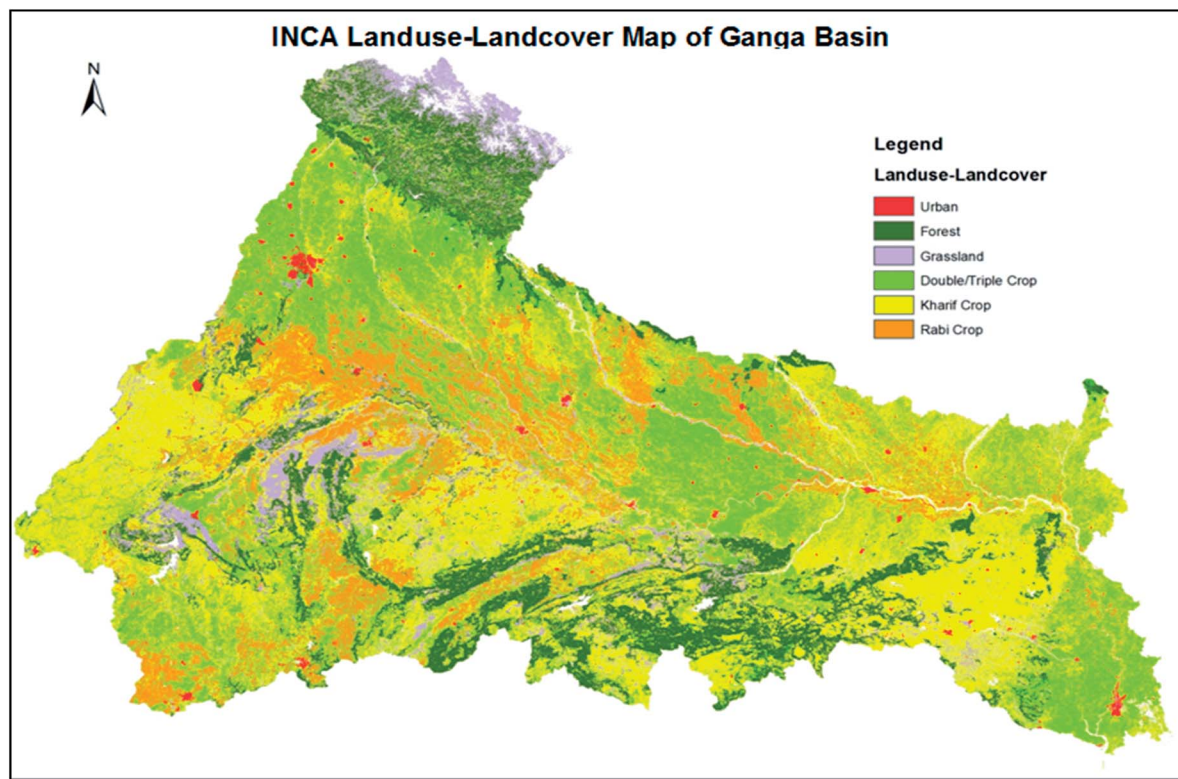 INCA Landuse-Landcover Map of Ganga Basin
N
Legend
Landuse-Landcover
Urban
Forest
Grassland
Double/Triple Crop
Kharif Crop
Rabi Crop